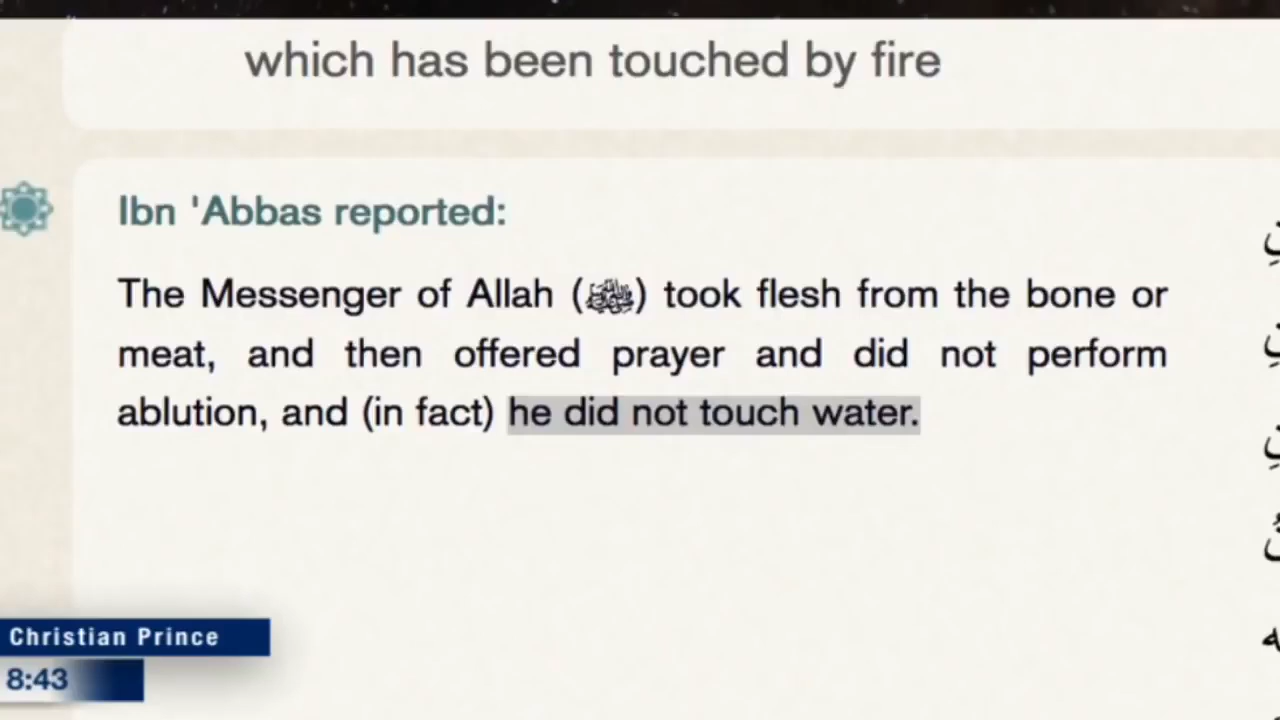 which has been touched by fire
Ibn 'Abbas reported:
The Messenger of Allah (ﷺ) took flesh from the bone or
meat, and then offered prayer and did not perform
ablution, and (in fact) he did not touch water.
Christian Prince
8:43